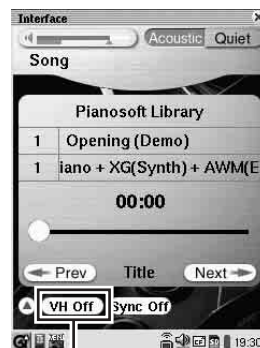 Interface
Acoustic Quiet
Song
Pianosoft Library
1 Opening (Demo)
1 iano + XG(Synth) + AWM(E
00:00
Prev Title Next
VH Off Sync Off
CF
19:30